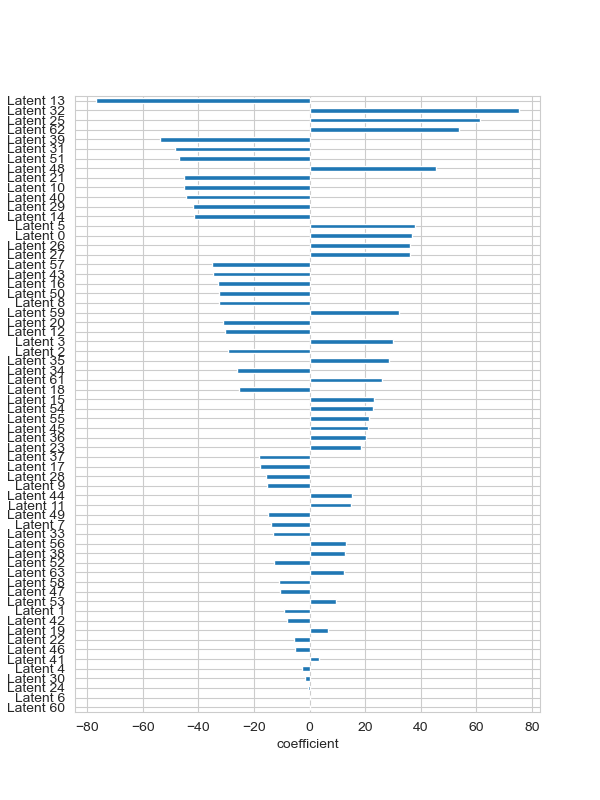 Latent 13
Latent 32
Latent 25
Latent 62
Latent 39
Latent 31
Latent 51
Latent 48
Latent 21
Latent 10
Latent 40
Latent 29
Latent 14
Latent 5
Latent 0
Latent 26
Latent 27
Latent 57
Latent 43
Latent 16
Latent 50
Latent 8
Latent 59
Latent 20
Latent 12
Latent 3
Latent 2
Latent 35
Latent 34
Latent 61
Latent 18
Latent 15
Latent 54
Latent 55
Latent 45
Latent 36
Latent 23
Latent 37
Latent 17
Latent 28
Latent 9
Latent 44
Latent 11
Latent 49
Latent 7
Latent 33
Latent 56
Latent 38
Latent 52
Latent 63
Latent 58
Latent 47
Latent 53
Latent 1
Latent 42
Latent 19
Latent 22
Latent 46
Latent 41
Latent 4
Latent 30
Latent 24
Latent 6
Latent 60
−80 −60 −40 −20 0 20 40 60 80
coefficient